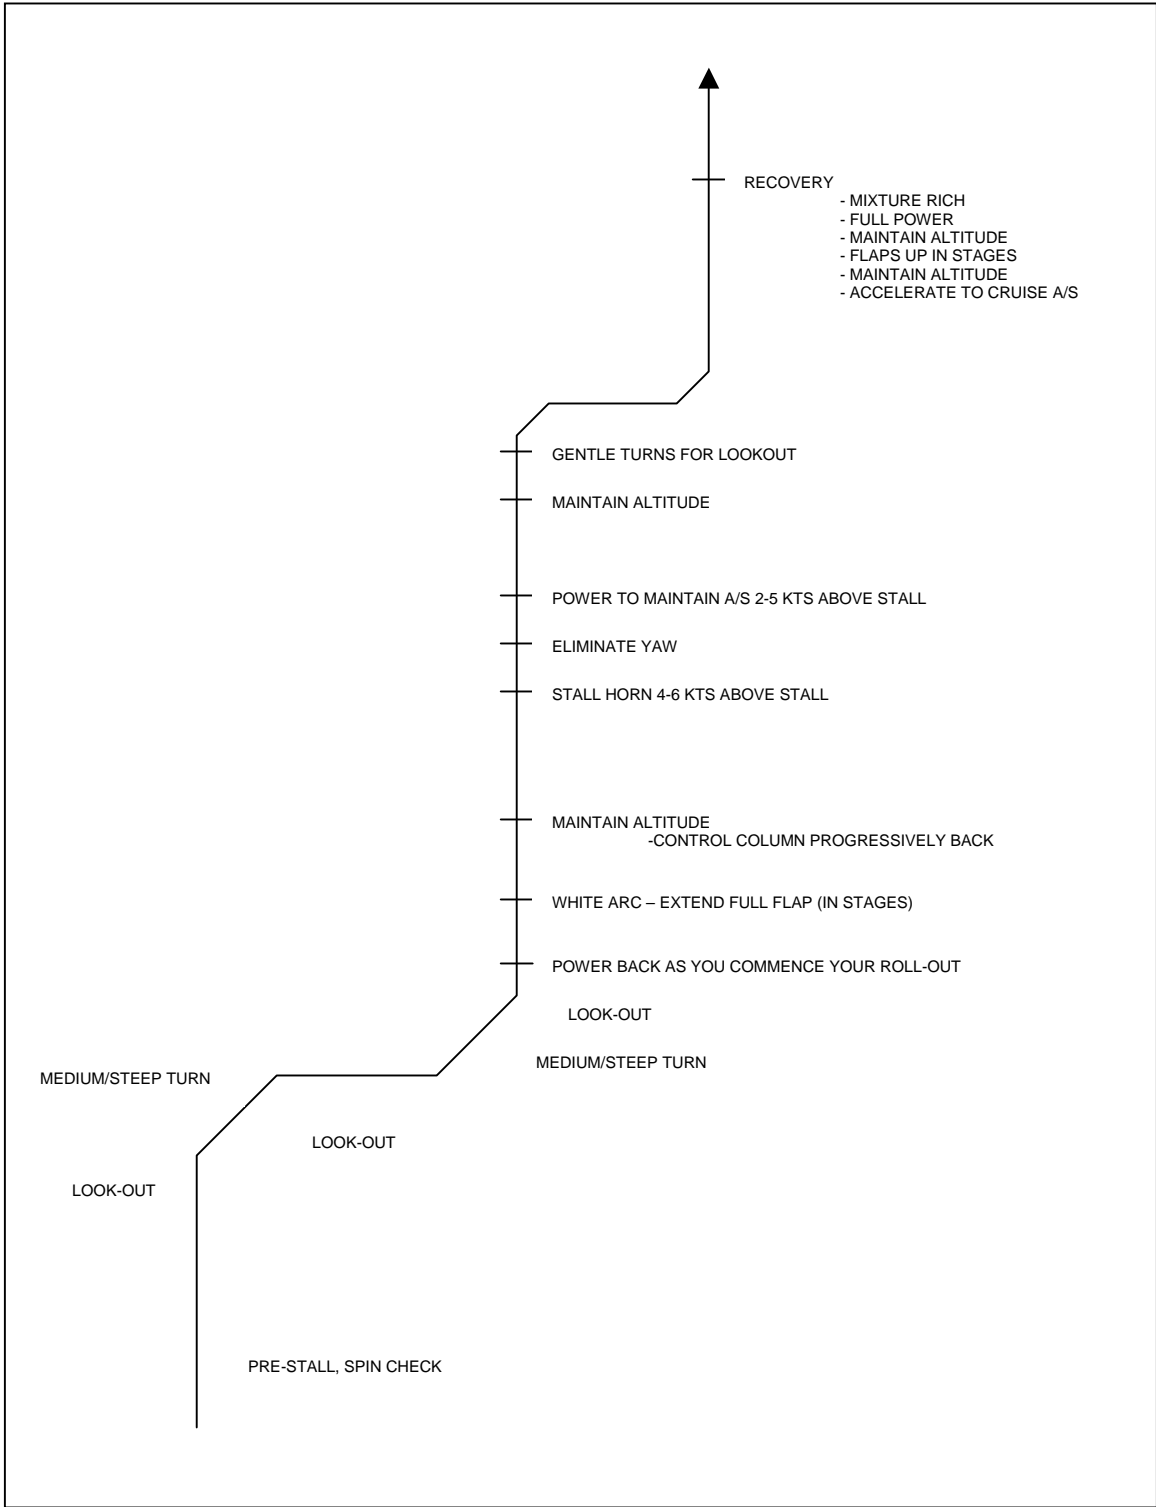 RECOVERY
- MIXTURE RICH
- FULL POWER
- MAINTAIN ALTITUDE
- FLAPS UP IN STAGES
- MAINTAIN ALTITUDE
- ACCELERATE TO CRUISE A/S
GENTLE TURNS FOR LOOKOUT
MAINTAIN ALTITUDE
POWER TO MAINTAIN A/S 2-5 KTS ABOVE STALL
ELIMINATE YAW
STALL HORN 4-6 KTS ABOVE STALL
MAINTAIN ALTITUDE
-CONTROL COLUMN PROGRESSIVELY BACK
WHITE ARC – EXTEND FULL FLAP (IN STAGES)
POWER BACK AS YOU COMMENCE YOUR ROLL-OUT
LOOK-OUT
MEDIUM/STEEP TURN
MEDIUM/STEEP TURN
LOOK-OUT
LOOK-OUT
PRE-STALL, SPIN CHECK